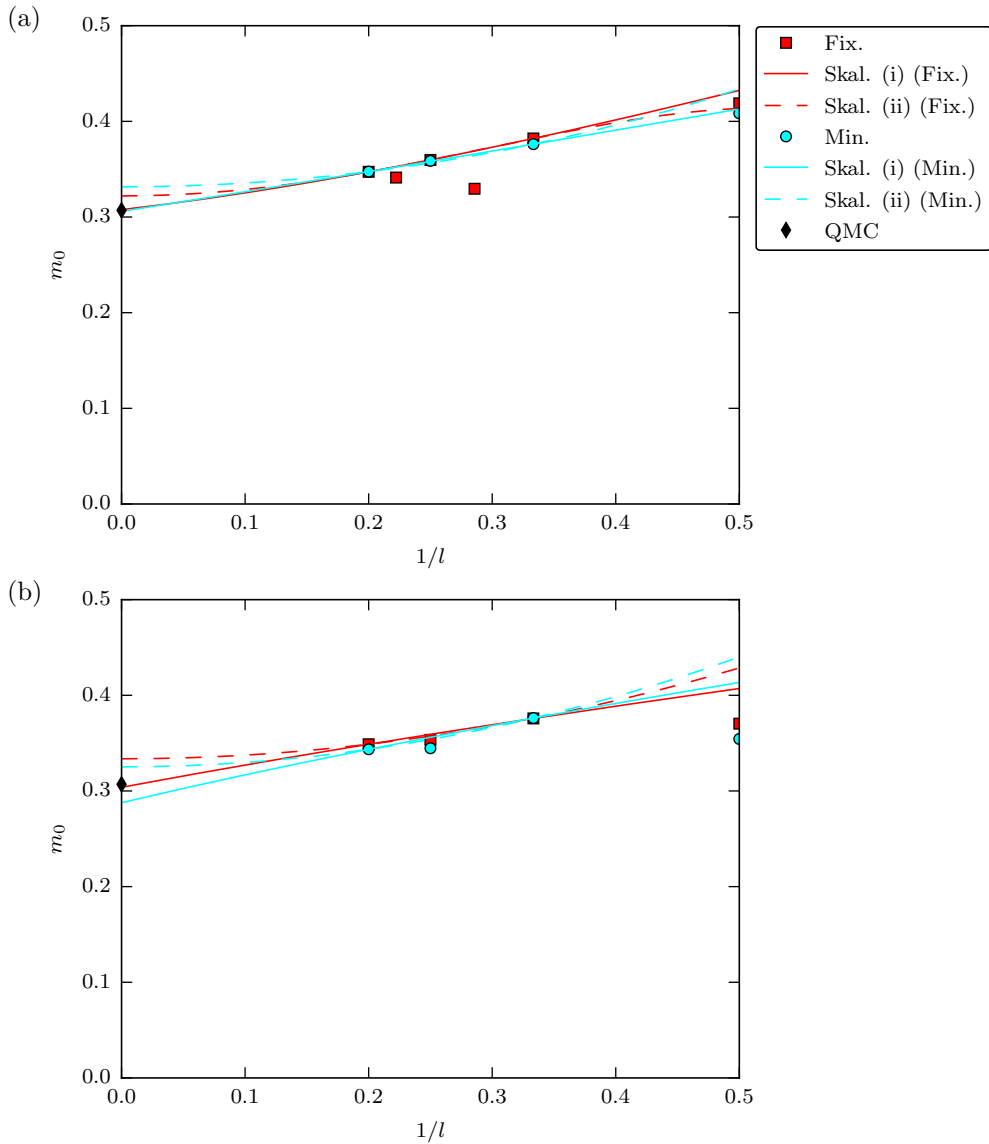 (a)
0.5
0.4
0.3
0.2
0.1
0.0
m₀
0.0 0.1 0.2 0.3 0.4 0.5
1/l
Fix.
Skal. (i) (Fix.)
Skal. (ii) (Fix.)
Min.
Skal. (i) (Min.)
Skal. (ii) (Min.)
QMC
(b)
0.5
0.4
0.3
0.2
0.1
0.0
m₀
0.0 0.1 0.2 0.3 0.4 0.5
1/l